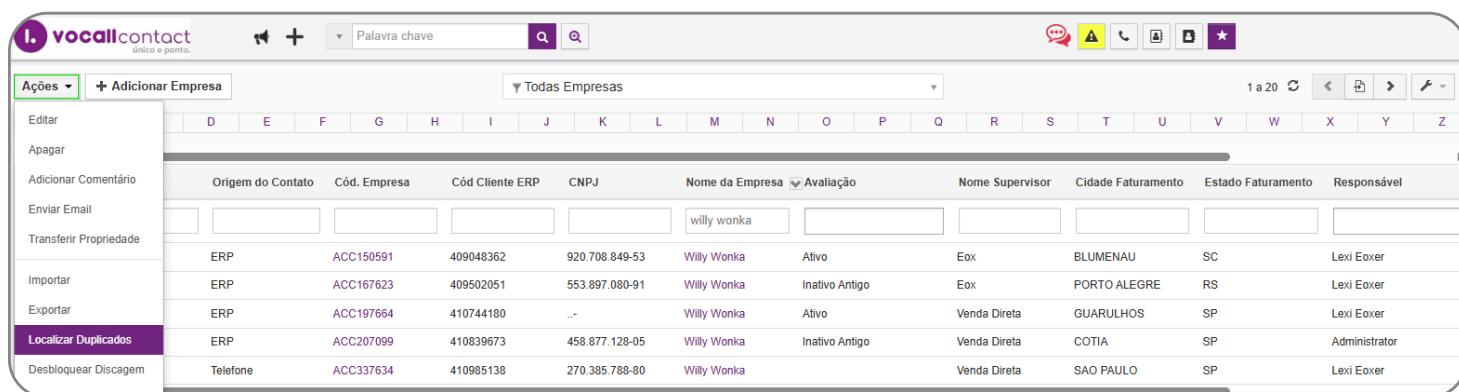 vocallcontact
único e ponto.
Palavra chave
Ações
+ Adicionar Empresa
Todas Empresas
1 a 20
D E F G H I J K L M N O P Q R S T U V W X Y Z
Editar
Apagar
Adicionar Comentário
Enviar Email
Transferir Propriedade
Importar
Exportar
Localizar Duplicados
Desbloquear Discagem
Origem do Contato Cód. Empresa Cód Cliente ERP CNPJ Nome da Empresa Avaliação Nome Supervisor Cidade Faturamento Estado Faturamento Responsável
willy wonka
ERP ACC150591 409048362 920.708.849-53 Willy Wonka Ativo Eox BLUMENAU SC Lexi Eoxer
ERP ACC167623 409502051 553.897.080-91 Willy Wonka Inativo Antigo Eox PORTO ALEGRE RS Lexi Eoxer
ERP ACC197664 410744180 ..- Willy Wonka Ativo Venda Direta GUARULHOS SP Lexi Eoxer
ERP ACC207099 410839673 458.877.128-05 Willy Wonka Inativo Antigo Venda Direta COTIA SP Administrator
Telefone ACC337634 410985138 270.385.788-80 Willy Wonka Venda Direta SAO PAULO SP Lexi Eoxer